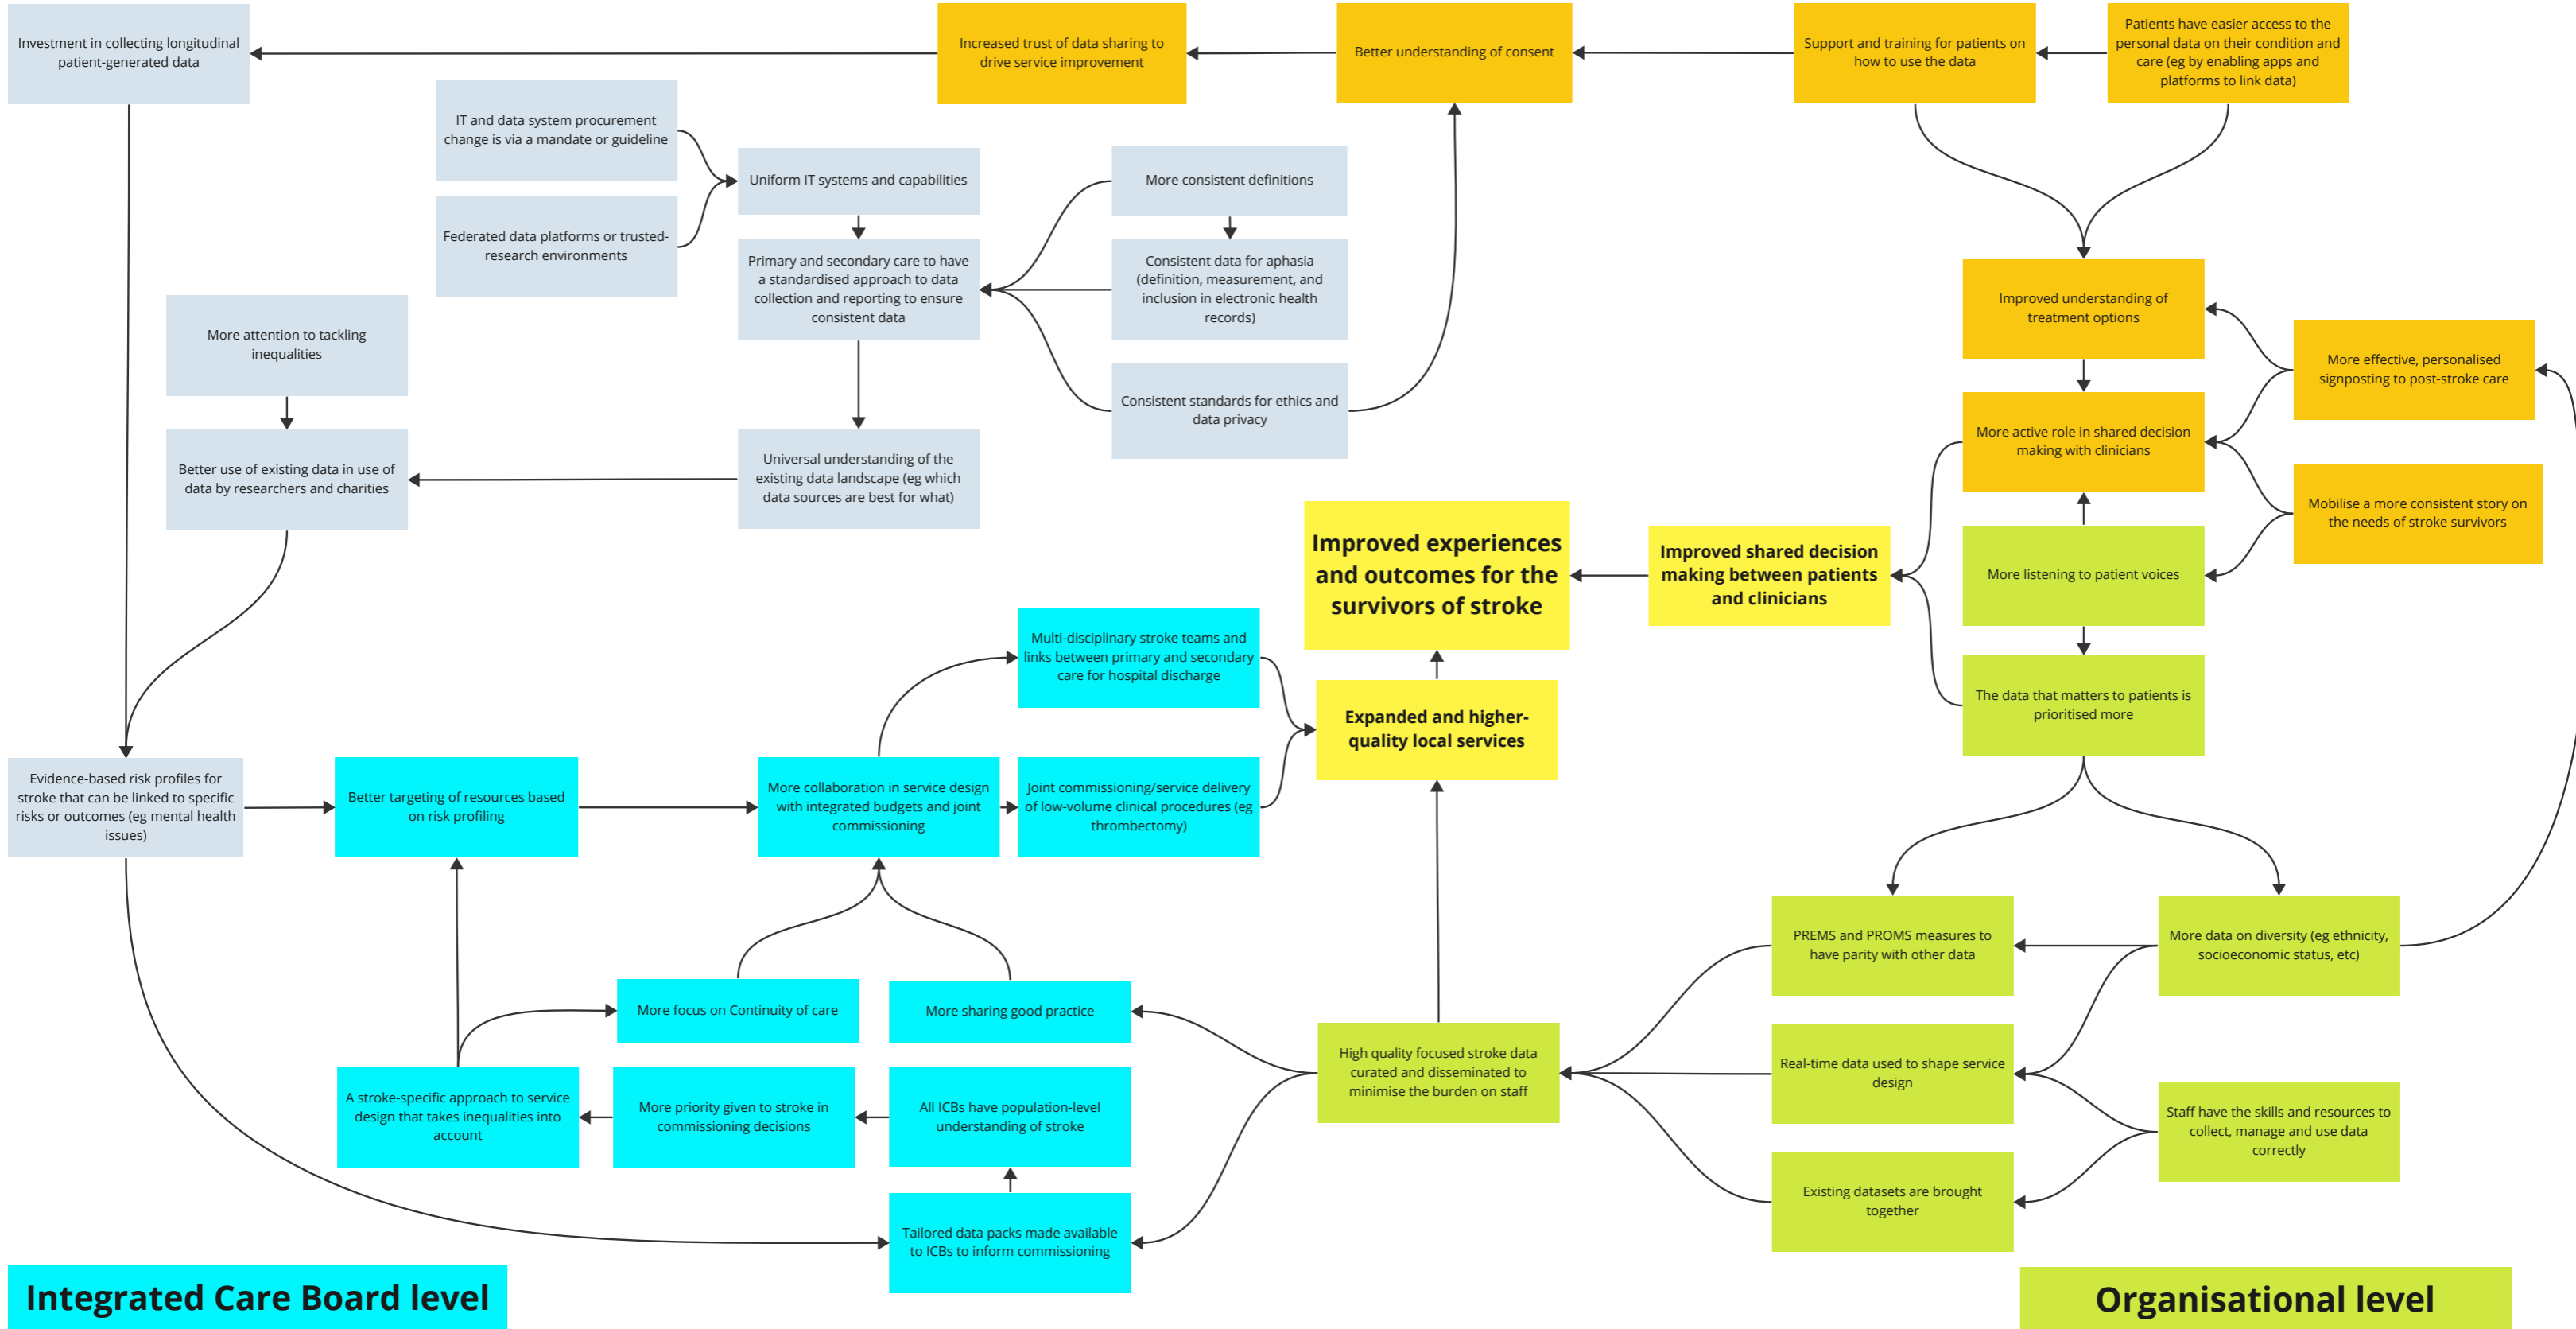 Investment in collecting longitudinal
patient-generated data
Increased trust of data sharing to
drive service improvement
Better understanding of consent
Support and training for patients on
how to use the data
Patients have easier access to the
personal data on their condition and
care (eg by enabling apps and
platforms to link data)
IT and data system procurement
change is via a mandate or guideline
Uniform IT systems and capabilities
More consistent definitions
Federated data platforms or trusted-
research environments
Primary and secondary care to have
a standardised approach to data
collection and reporting to ensure
consistent data
Consistent data for aphasia
(definition, measurement, and
inclusion in electronic health
records)
Improved understanding of
treatment options
More attention to tackling
inequalities
More effective, personalised
signposting to post-stroke care
Consistent standards for ethics and
data privacy
More active role in shared decision
making with clinicians
Better use of existing data in use of
data by researchers and charities
Universal understanding of the
existing data landscape (eg which
data sources are best for what)
Mobilise a more consistent story on
the needs of stroke survivors
Improved experiences
and outcomes for the
survivors of stroke
Improved shared decision
making between patients
and clinicians
More listening to patient voices
Multi-disciplinary stroke teams and
links between primary and secondary
care for hospital discharge
The data that matters to patients is
prioritised more
Expanded and higher-
quality local services
Evidence-based risk profiles for
stroke that can be linked to specific
risks or outcomes (eg mental health
issues)
Better targeting of resources based
on risk profiling
More collaboration in service design
with integrated budgets and joint
commissioning
Joint commissioning/service delivery
of low-volume clinical procedures (eg
thrombectomy)
PREMS and PROMS measures to
have parity with other data
More data on diversity (eg ethnicity,
socioeconomic status, etc)
More focus on Continuity of care
More sharing good practice
High quality focused stroke data
curated and disseminated to
minimise the burden on staff
Real-time data used to shape service
design
A stroke-specific approach to service
design that takes inequalities into
account
More priority given to stroke in
commissioning decisions
All ICBs have population-level
understanding of stroke
Staff have the skills and resources to
collect, manage and use data
correctly
Existing datasets are brought
together
Tailored data packs made available
to ICBs to inform commissioning
Integrated Care Board level
Organisational level